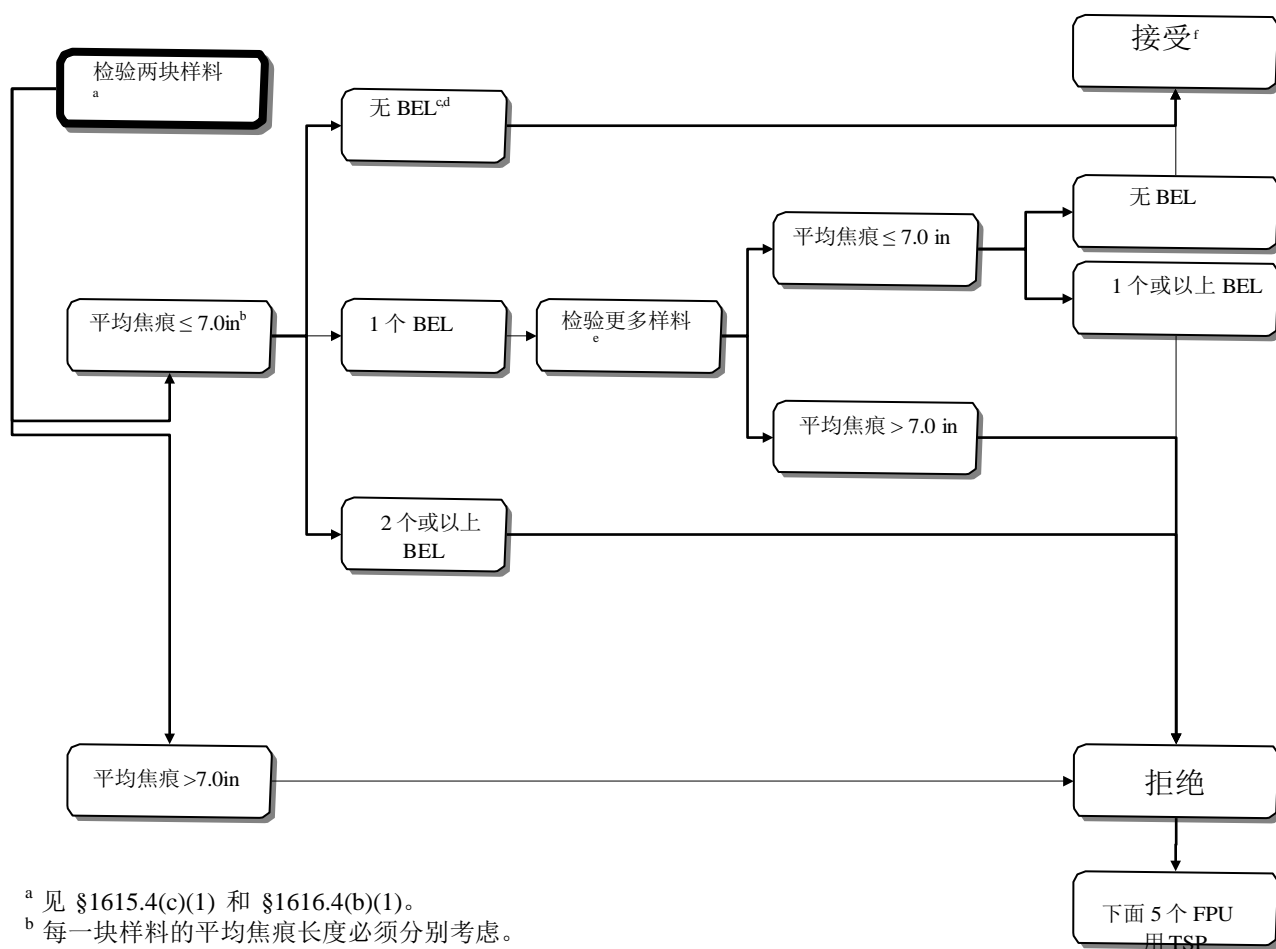 接受f
检验两块样料
a
无 BELc,d
无 BEL
平均焦痕 ≤ 7.0 in
1 个或以上 BEL
平均焦痕 ≤ 7.0inb
1 个 BEL
检验更多样料
e
平均焦痕 > 7.0 in
2 个或以上
BEL
平均焦痕 >7.0in
拒绝
a 见 §1615.4(c)(1) 和 §1616.4(b)(1)。
b 每一块样料的平均焦痕长度必须分别考虑。
下面 5 个 FPU
用 TSP